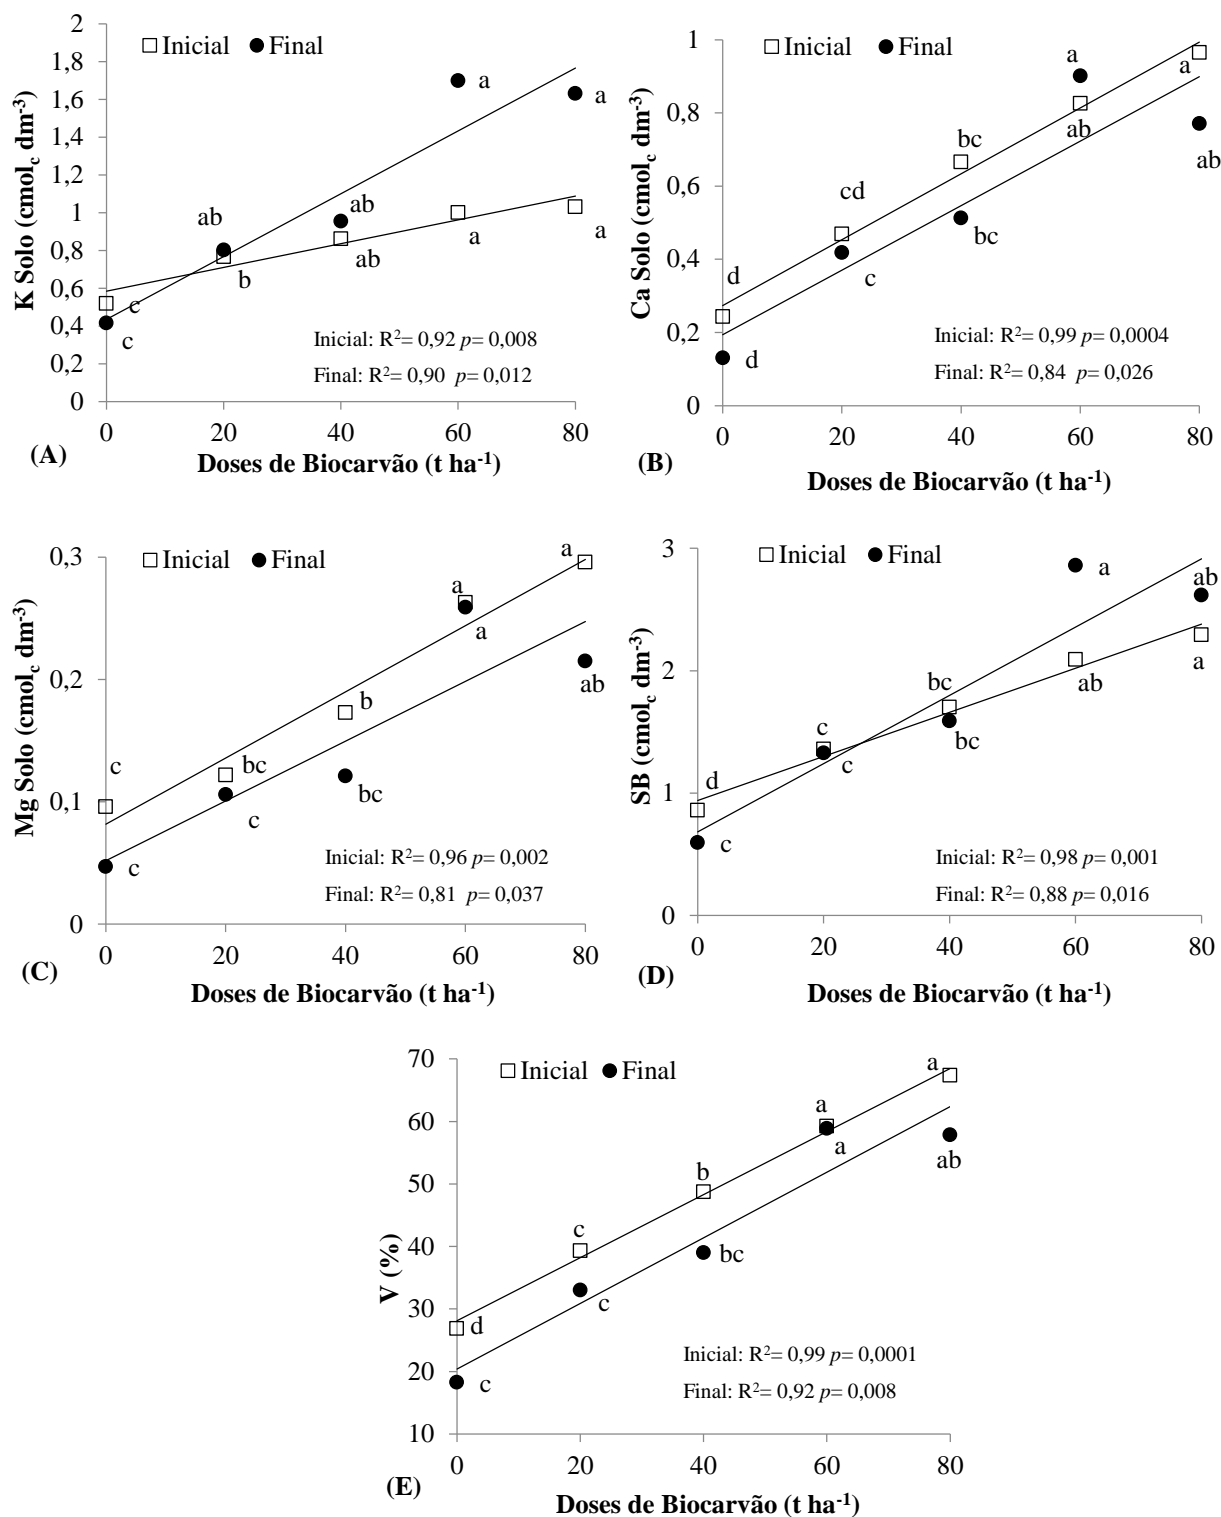 □ Inicial ● Final
K Solo (cmol_c dm⁻³)
2
1,8
1,6
1,4
1,2
1
0,8
0,6
0,4
0,2
0
c
c
ab
b
ab
ab
a
a
a
a
Inicial: R²= 0,92 p= 0,008
Final: R²= 0,90 p= 0,012
0 20 40 60 80
(A)
Doses de Biocarvão (t ha⁻¹)
□ Inicial ● Final
Ca Solo (cmol_c dm⁻³)
1
0,8
0,6
0,4
0,2
0
d
d
cd
c
bc
bc
a
ab
a
ab
Inicial: R²= 0,99 p= 0,0004
Final: R²= 0,84 p= 0,026
0 20 40 60 80
(B)
Doses de Biocarvão (t ha⁻¹)
□ Inicial ● Final
Mg Solo (cmol_c dm⁻³)
0,3
0,2
0,1
0
c
c
bc
c
b
bc
a
a
a
ab
Inicial: R²= 0,96 p= 0,002
Final: R²= 0,81 p= 0,037
0 20 40 60 80
(C)
Doses de Biocarvão (t ha⁻¹)
□ Inicial ● Final
SB (cmol_c dm⁻³)
3
2
1
0
d
c
c
c
bc
bc
a
ab
ab
a
Inicial: R²= 0,98 p= 0,001
Final: R²= 0,88 p= 0,016
0 20 40 60 80
(D)
Doses de Biocarvão (t ha⁻¹)
□ Inicial ● Final
V (%)
70
60
50
40
30
20
10
d
c
c
c
b
bc
a
a
a
ab
Inicial: R²= 0,99 p= 0,0001
Final: R²= 0,92 p= 0,008
0 20 40 60 80
(E)
Doses de Biocarvão (t ha⁻¹)